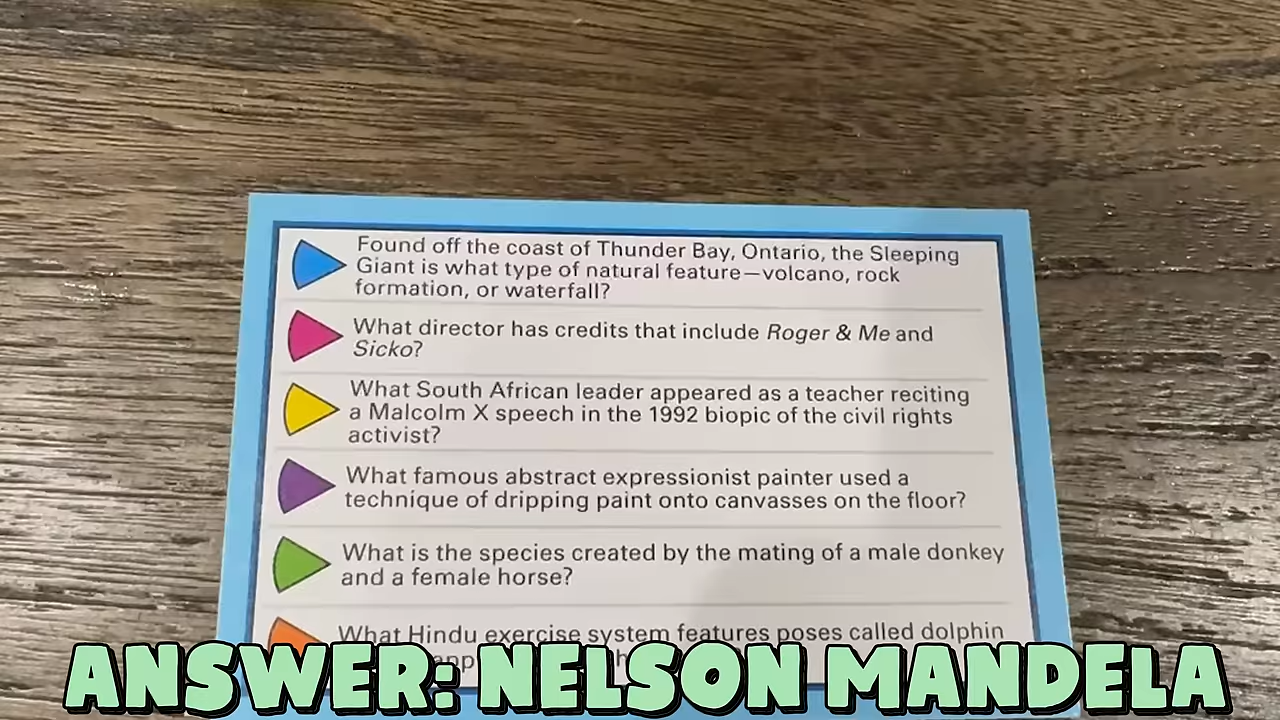 Found off the coast of Thunder Bay, Ontario, the Sleeping
Giant is what type of natural feature—volcano, rock
formation, or waterfall?
What director has credits that include Roger & Me and
Sicko?
What South African leader appeared as a teacher reciting
a Malcolm X speech in the 1992 biopic of the civil rights
activist?
What famous abstract expressionist painter used a
technique of dripping paint onto canvasses on the floor?
What is the species created by the mating of a male donkey
and a female horse?
What Hindu exercise system features poses called dolphin
ANSWER: NELSON MANDELA